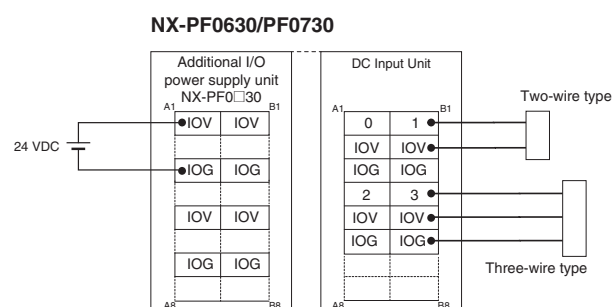 NX-PF0630/PF0730
Additional I/O
power supply unit
NX-PF0□30
A1 B1
IOV IOV
IOG IOG
IOV IOV
IOG IOG
A8 B8
24 VDC
DC Input Unit
A1 B1
0 1
IOV IOV
IOG IOG
2 3
IOV IOV
IOG IOG
A8 B8
Two-wire type
Three-wire type